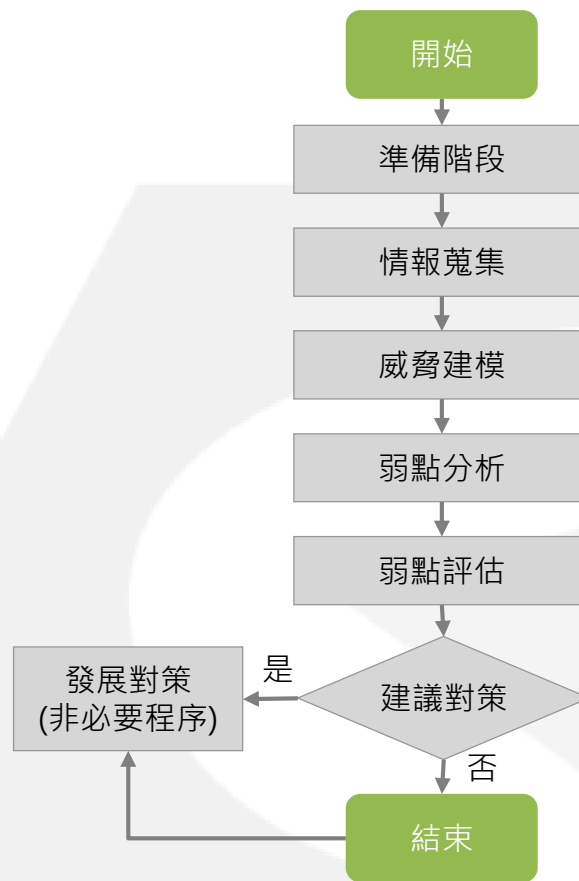 開始
準備階段
情報蒐集
威脅建模
弱點分析
弱點評估
發展對策
(非必要程序)
是
建議對策
否
結束